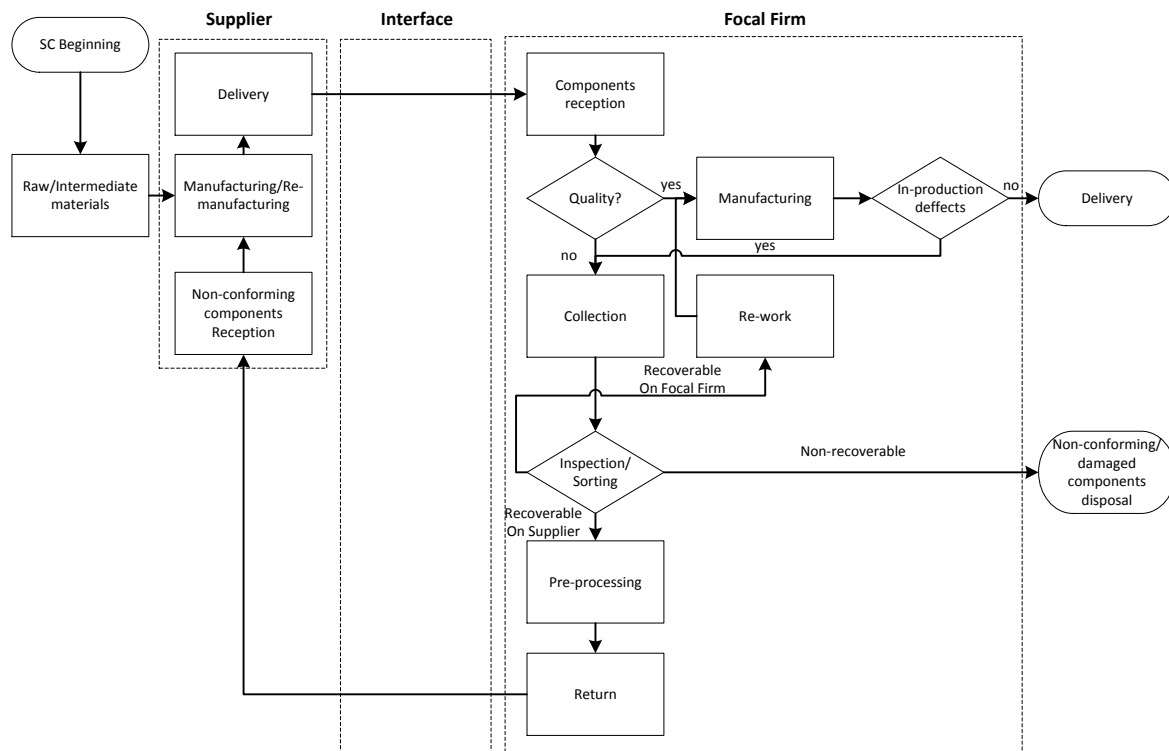 Supplier
Interface
Focal Firm
SC Beginning
Delivery
Components
reception
Raw/Intermediate
materials
Manufacturing/Re-
manufacturing
Quality?
yes
Manufacturing
In-production
deffects
no
Delivery
yes
no
Non-conforming
components
Reception
Collection
Re-work
Recoverable
On Focal Firm
Inspection/
Sorting
Non-recoverable
Non-conforming/
damaged
components
disposal
Recoverable
On Supplier
Pre-processing
Return